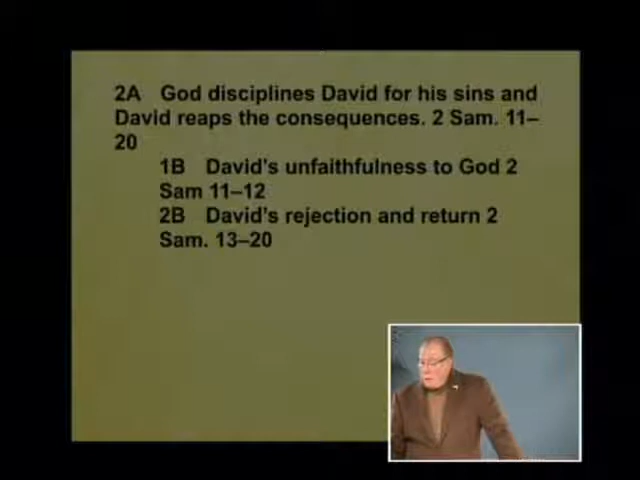 2A God disciplines David for his sins and
David reaps the consequences. 2 Sam. 11–
20
1B David's unfaithfulness to God 2
Sam 11–12
2B David's rejection and return 2
Sam. 13–20